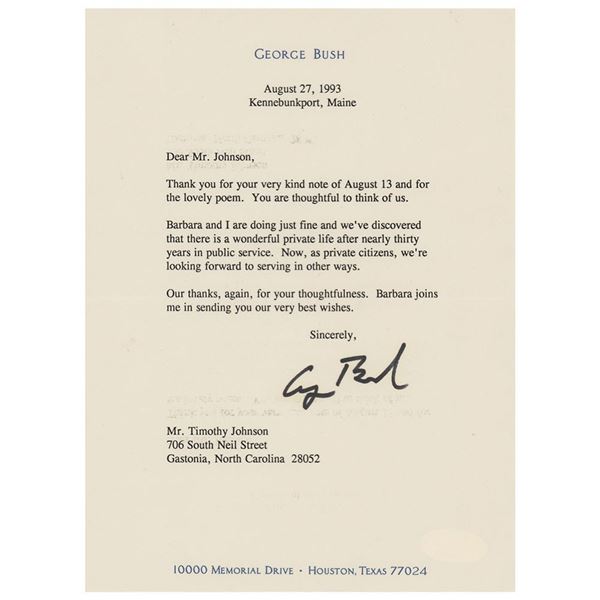 GEORGE BUSH
August 27, 1993
Kennebunkport, Maine
Dear Mr. Johnson,
Thank you for your very kind note of August 13 and for
the lovely poem. You are thoughtful to think of us.
Barbara and I are doing just fine and we've discovered
that there is a wonderful private life after nearly thirty
years in public service. Now, as private citizens, we're
looking forward to serving in other ways.
Our thanks, again, for your thoughtfulness. Barbara joins
me in sending you our very best wishes.
Sincerely,
G Bush
Mr. Timothy Johnson
706 South Neil Street
Gastonia, North Carolina 28052
10000 MEMORIAL DRIVE · HOUSTON, TEXAS 77024